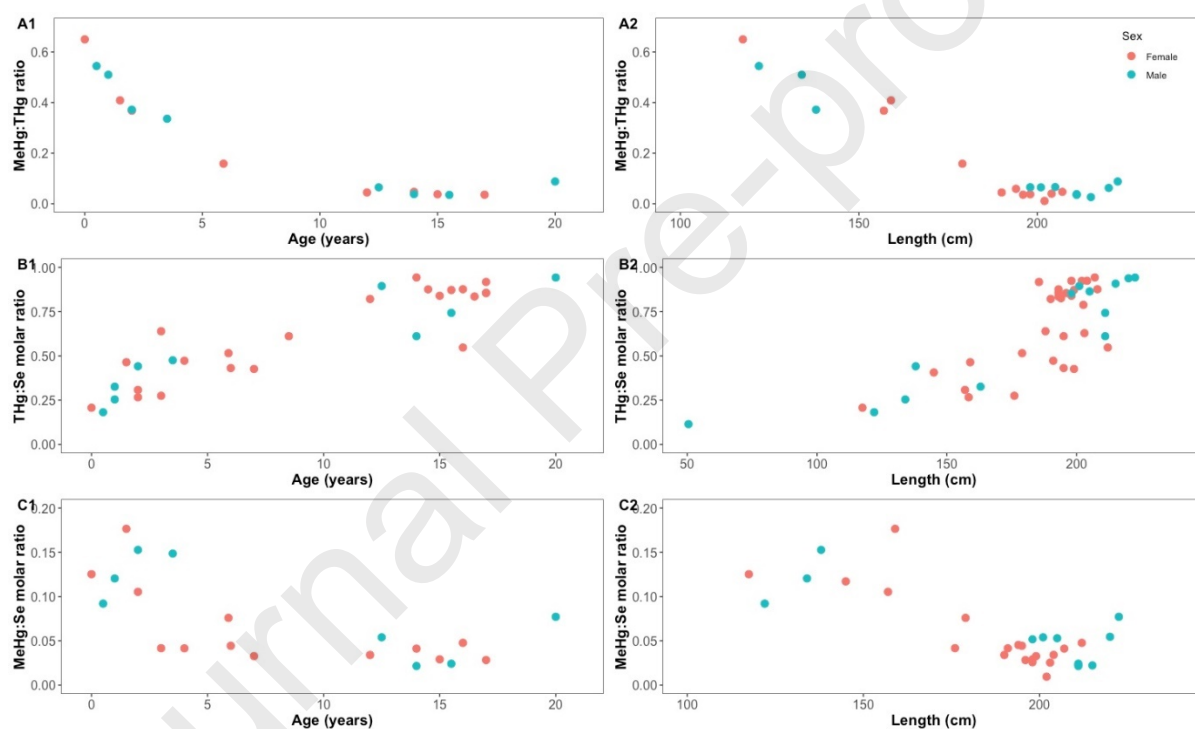 A1
MeHg:THg ratio
0.6
0.4
0.2
0.0
0 5 10 15 20
Age (years)
A2
MeHg:THg ratio
0.6
0.4
0.2
0.0
100 150 200
Length (cm)
Sex
Female
Male
B1
THg:Se molar ratio
1.00
0.75
0.50
0.25
0.00
0 5 10 15 20
Age (years)
B2
THg:Se molar ratio
1.00
0.75
0.50
0.25
0.00
50 100 150 200
Length (cm)
C1
MeHg:Se molar ratio
0.20
0.15
0.10
0.05
0.00
0 5 10 15 20
Age (years)
C2
MeHg:Se molar ratio
0.20
0.15
0.10
0.05
0.00
100 150 200
Length (cm)
urnal Pre-pro